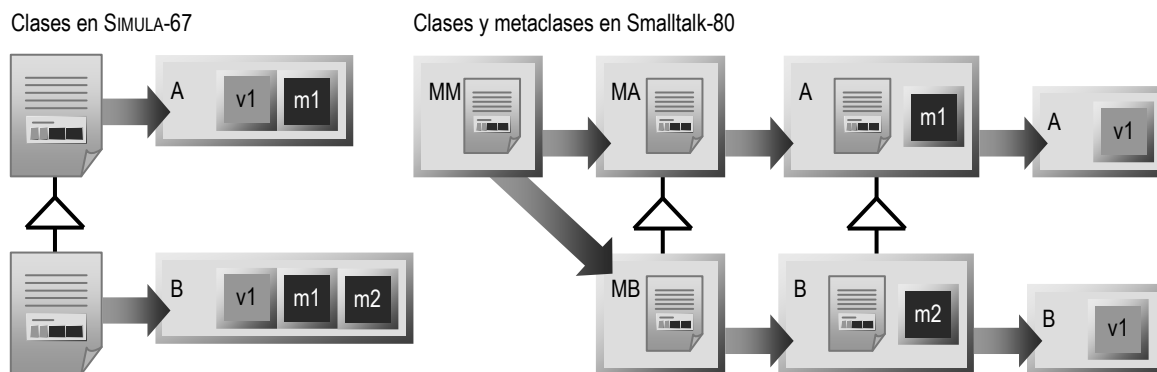 Clases en SIMULA-67
A v1 m1
B v1 m1 m2
Clases y metaclases en Smalltalk-80
MM MA A m1 A v1
MB B m2 B v1